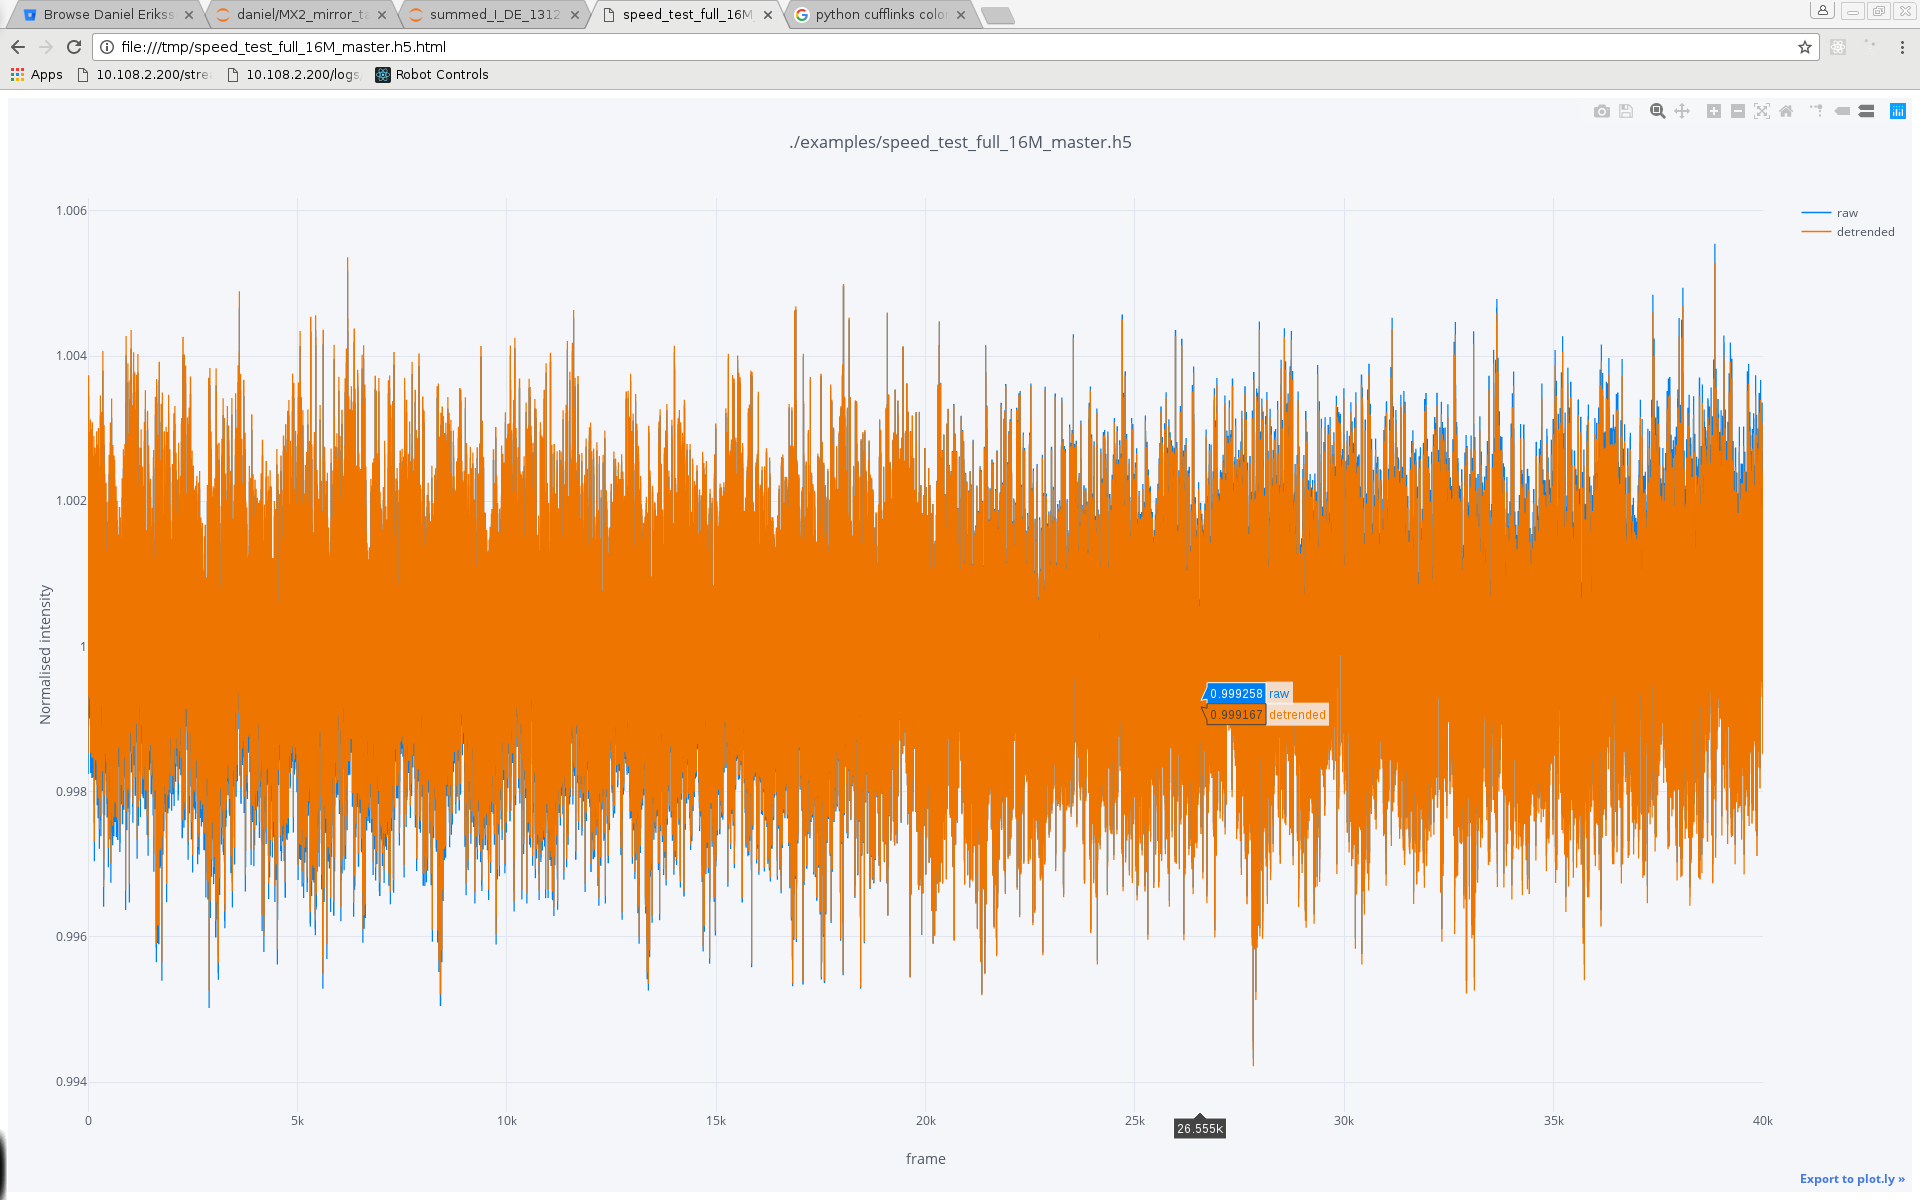 Browse Daniel Erikss
daniel/MX2_mirror_ta
summed_I_DE_1312
speed_test_full_16M
python cufflinks colo
file:///tmp/speed_test_full_16M_master.h5.html
Apps
10.108.2.200/strea
10.108.2.200/logs
Robot Controls
./examples/speed_test_full_16M_master.h5
raw
detrended
1.006
1.004
1.002
1
0.998
0.996
0.994
Normalised intensity
0.999258 raw
0.999167 detrended
0
5k
10k
15k
20k
25k
26.555k
30k
35k
40k
frame
Export to plot.ly »